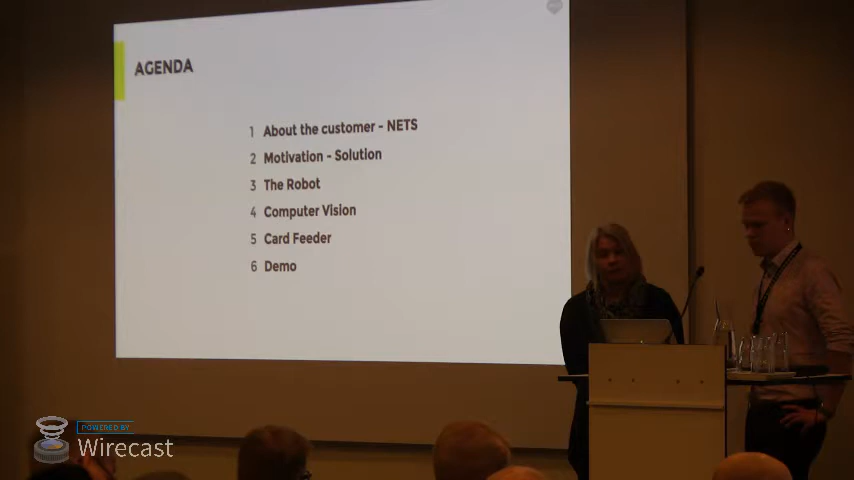 AGENDA
1 About the customer - NETS
2 Motivation - Solution
3 The Robot
4 Computer Vision
5 Card Feeder
6 Demo
POWERED BY
Wirecast